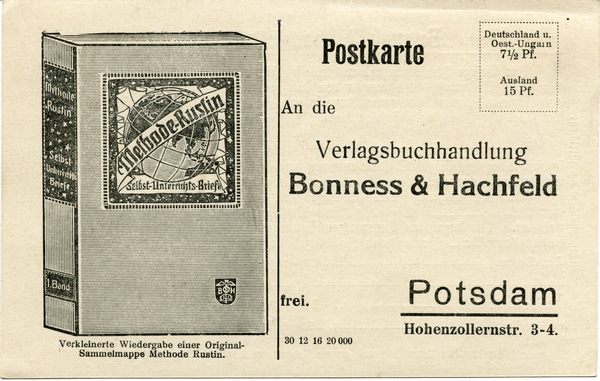 Methode
Rustin
Selbst-
Unterrichts-
Briefe
1. Band
Methode-Rustin
Selbst-Unterrichts-Briefe
B H
Verkleinerte Wiedergabe einer Original-
Sammelmappe Methode Rustin.
Postkarte
Deutschland u.
Oest.-Ungarn
7½ Pf.
Ausland
15 Pf.
An die
Verlagsbuchhandlung
Bonness & Hachfeld
frei.
Potsdam
Hohenzollernstr. 3-4.
30 12 16 20 000